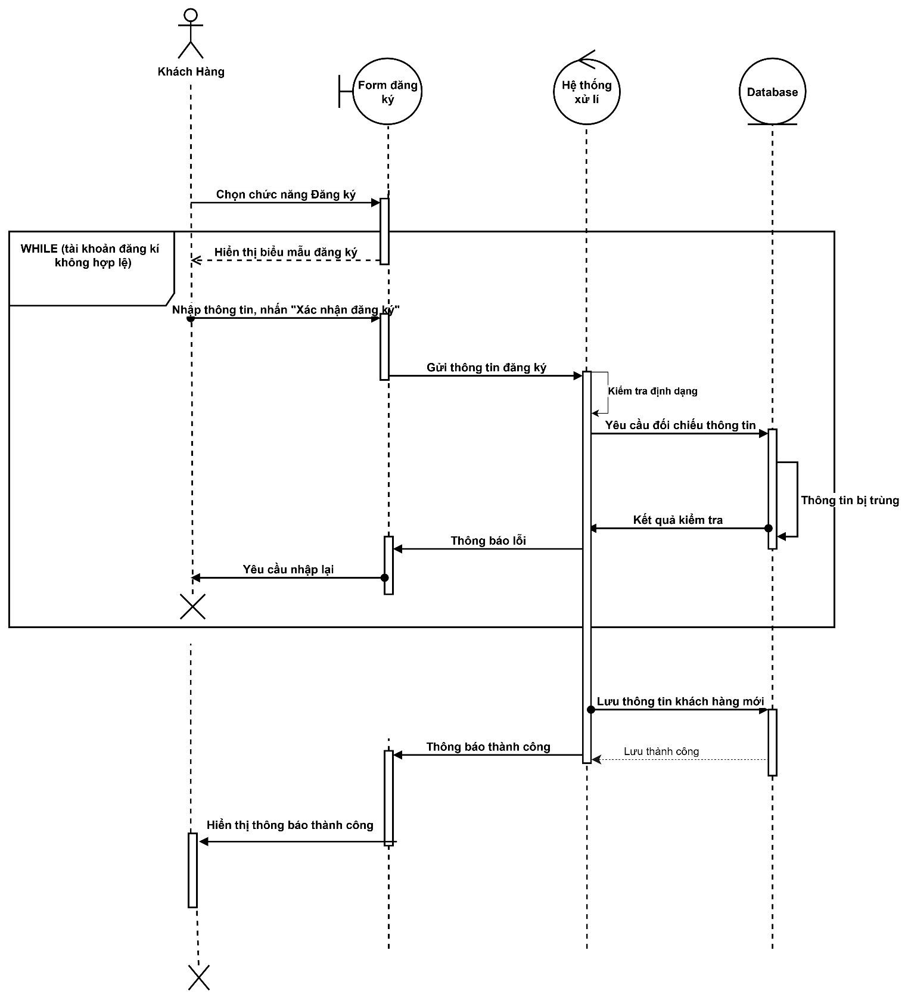 Khách Hàng
Form đăng
ký
Hệ thống
xử lí
Database
Chọn chức năng Đăng ký
WHILE (tài khoản đăng kí
không hợp lệ)
Hiển thị biểu mẫu đăng ký
Nhập thông tin, nhấn "Xác nhận đăng ký"
Gửi thông tin đăng ký
Kiểm tra định dạng
Yêu cầu đối chiếu thông tin
Thông tin bị trùng
Kết quả kiểm tra
Thông báo lỗi
Yêu cầu nhập lại
Lưu thông tin khách hàng mới
Thông báo thành công
Lưu thành công
Hiển thị thông báo thành công